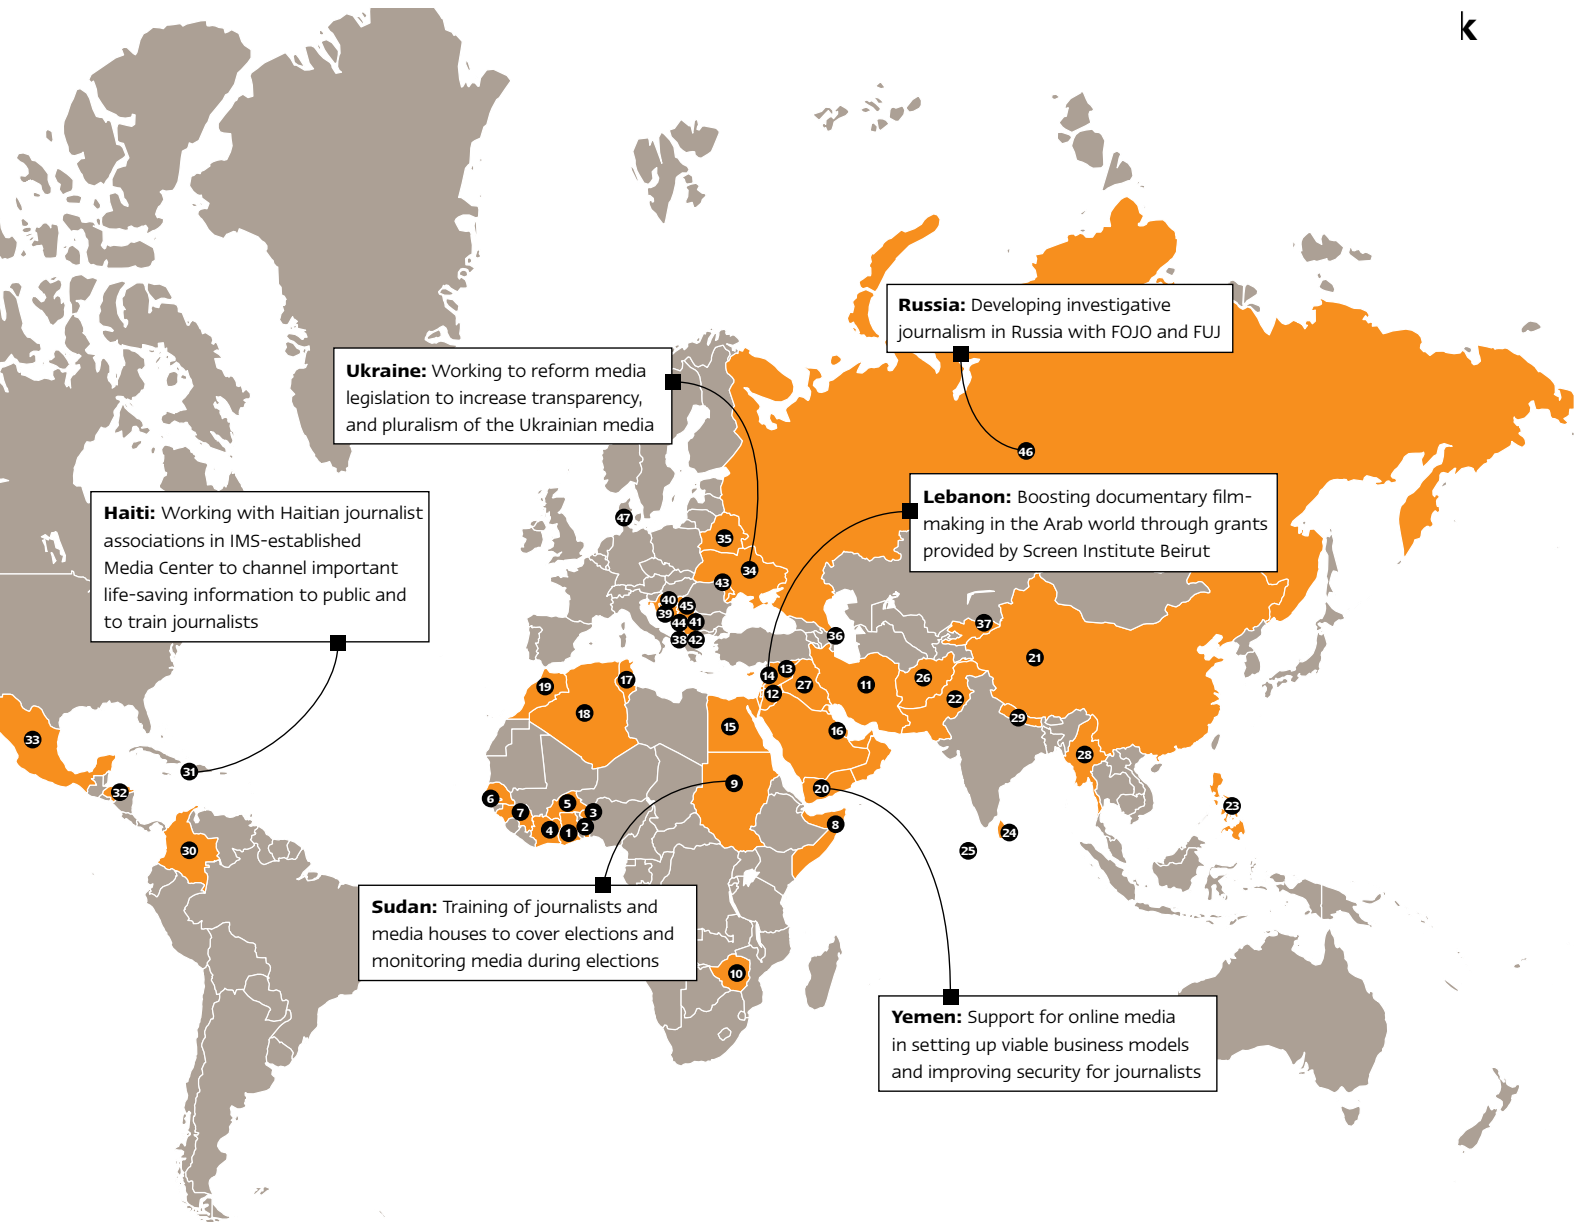 k
Russia: Developing investigative
journalism in Russia with FOJO and FUJ
Ukraine: Working to reform media
legislation to increase transparency,
and pluralism of the Ukrainian media
46
Lebanon: Boosting documentary film-
making in the Arab world through grants
provided by Screen Institute Beirut
Haiti: Working with Haitian journalist
associations in IMS-established
Media Center to channel important
life-saving information to public and
to train journalists
47
35
34
43
40
45
39
44
41
38
42
36
37
21
14
13
12
27
11
26
22
19
17
18
15
16
29
28
33
31
32
30
6
7
5
3
4
1
2
9
20
8
23
24
25
Sudan: Training of journalists and
media houses to cover elections and
monitoring media during elections
10
Yemen: Support for online media
in setting up viable business models
and improving security for journalists